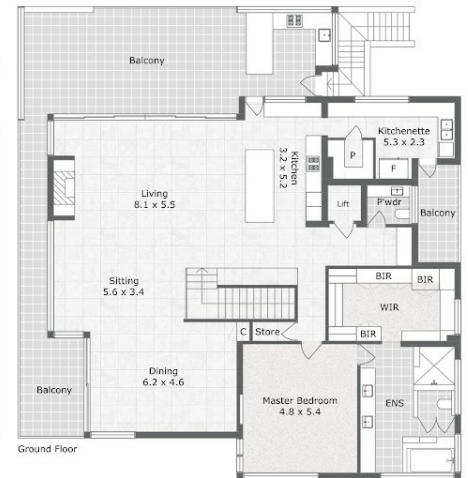 Balcony
Kitchenette
5.3 x 2.3
P
F
Kitchen
3.2 x 5.2
Living
8.1 x 5.5
Lift
P'wdr
Balcony
Sitting
5.6 x 3.4
BIR
BIR
WIR
BIR
C
Store
Dining
6.2 x 4.6
Balcony
Master Bedroom
4.8 x 5.4
ENS
Ground Floor